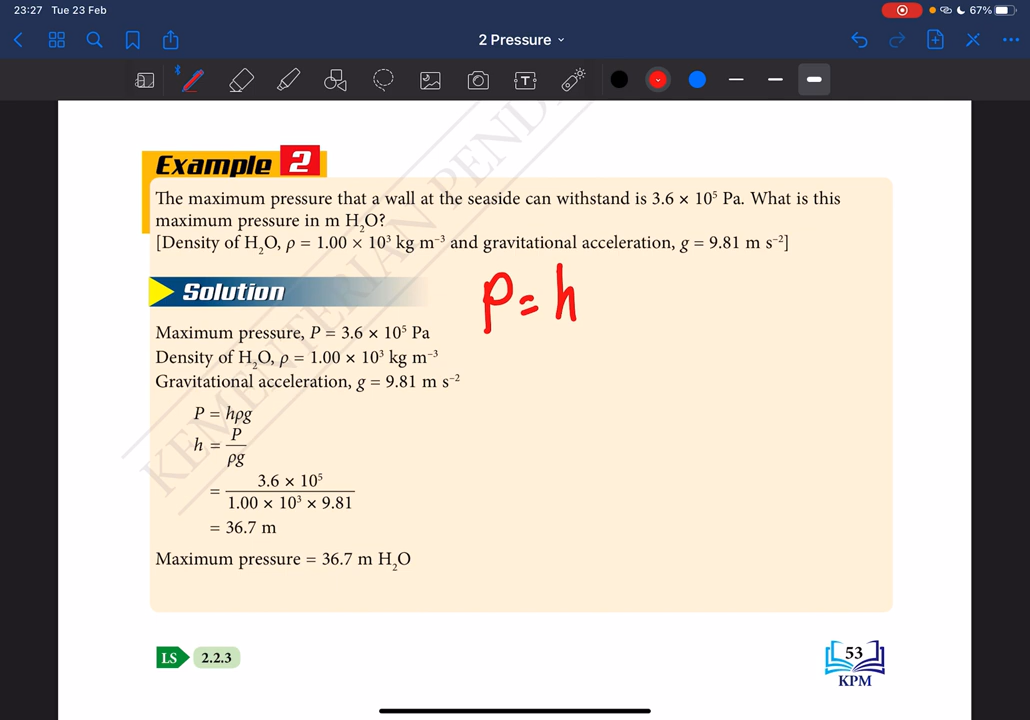 23:27 Tue 23 Feb 67%
2 Pressure
T
KEMENTERIAN PENDI
Example 2
The maximum pressure that a wall at the seaside can withstand is 3.6 × 10⁵ Pa. What is this
maximum pressure in m H₂O?
[Density of H₂O, ρ = 1.00 × 10³ kg m⁻³ and gravitational acceleration, g = 9.81 m s⁻²]
Solution
P = h
Maximum pressure, P = 3.6 × 10⁵ Pa
Density of H₂O, ρ = 1.00 × 10³ kg m⁻³
Gravitational acceleration, g = 9.81 m s⁻²
P = hρg
h = P
ρg
= 3.6 × 10⁵
1.00 × 10³ × 9.81
= 36.7 m
Maximum pressure = 36.7 m H₂O
LS 2.2.3
53
KPM